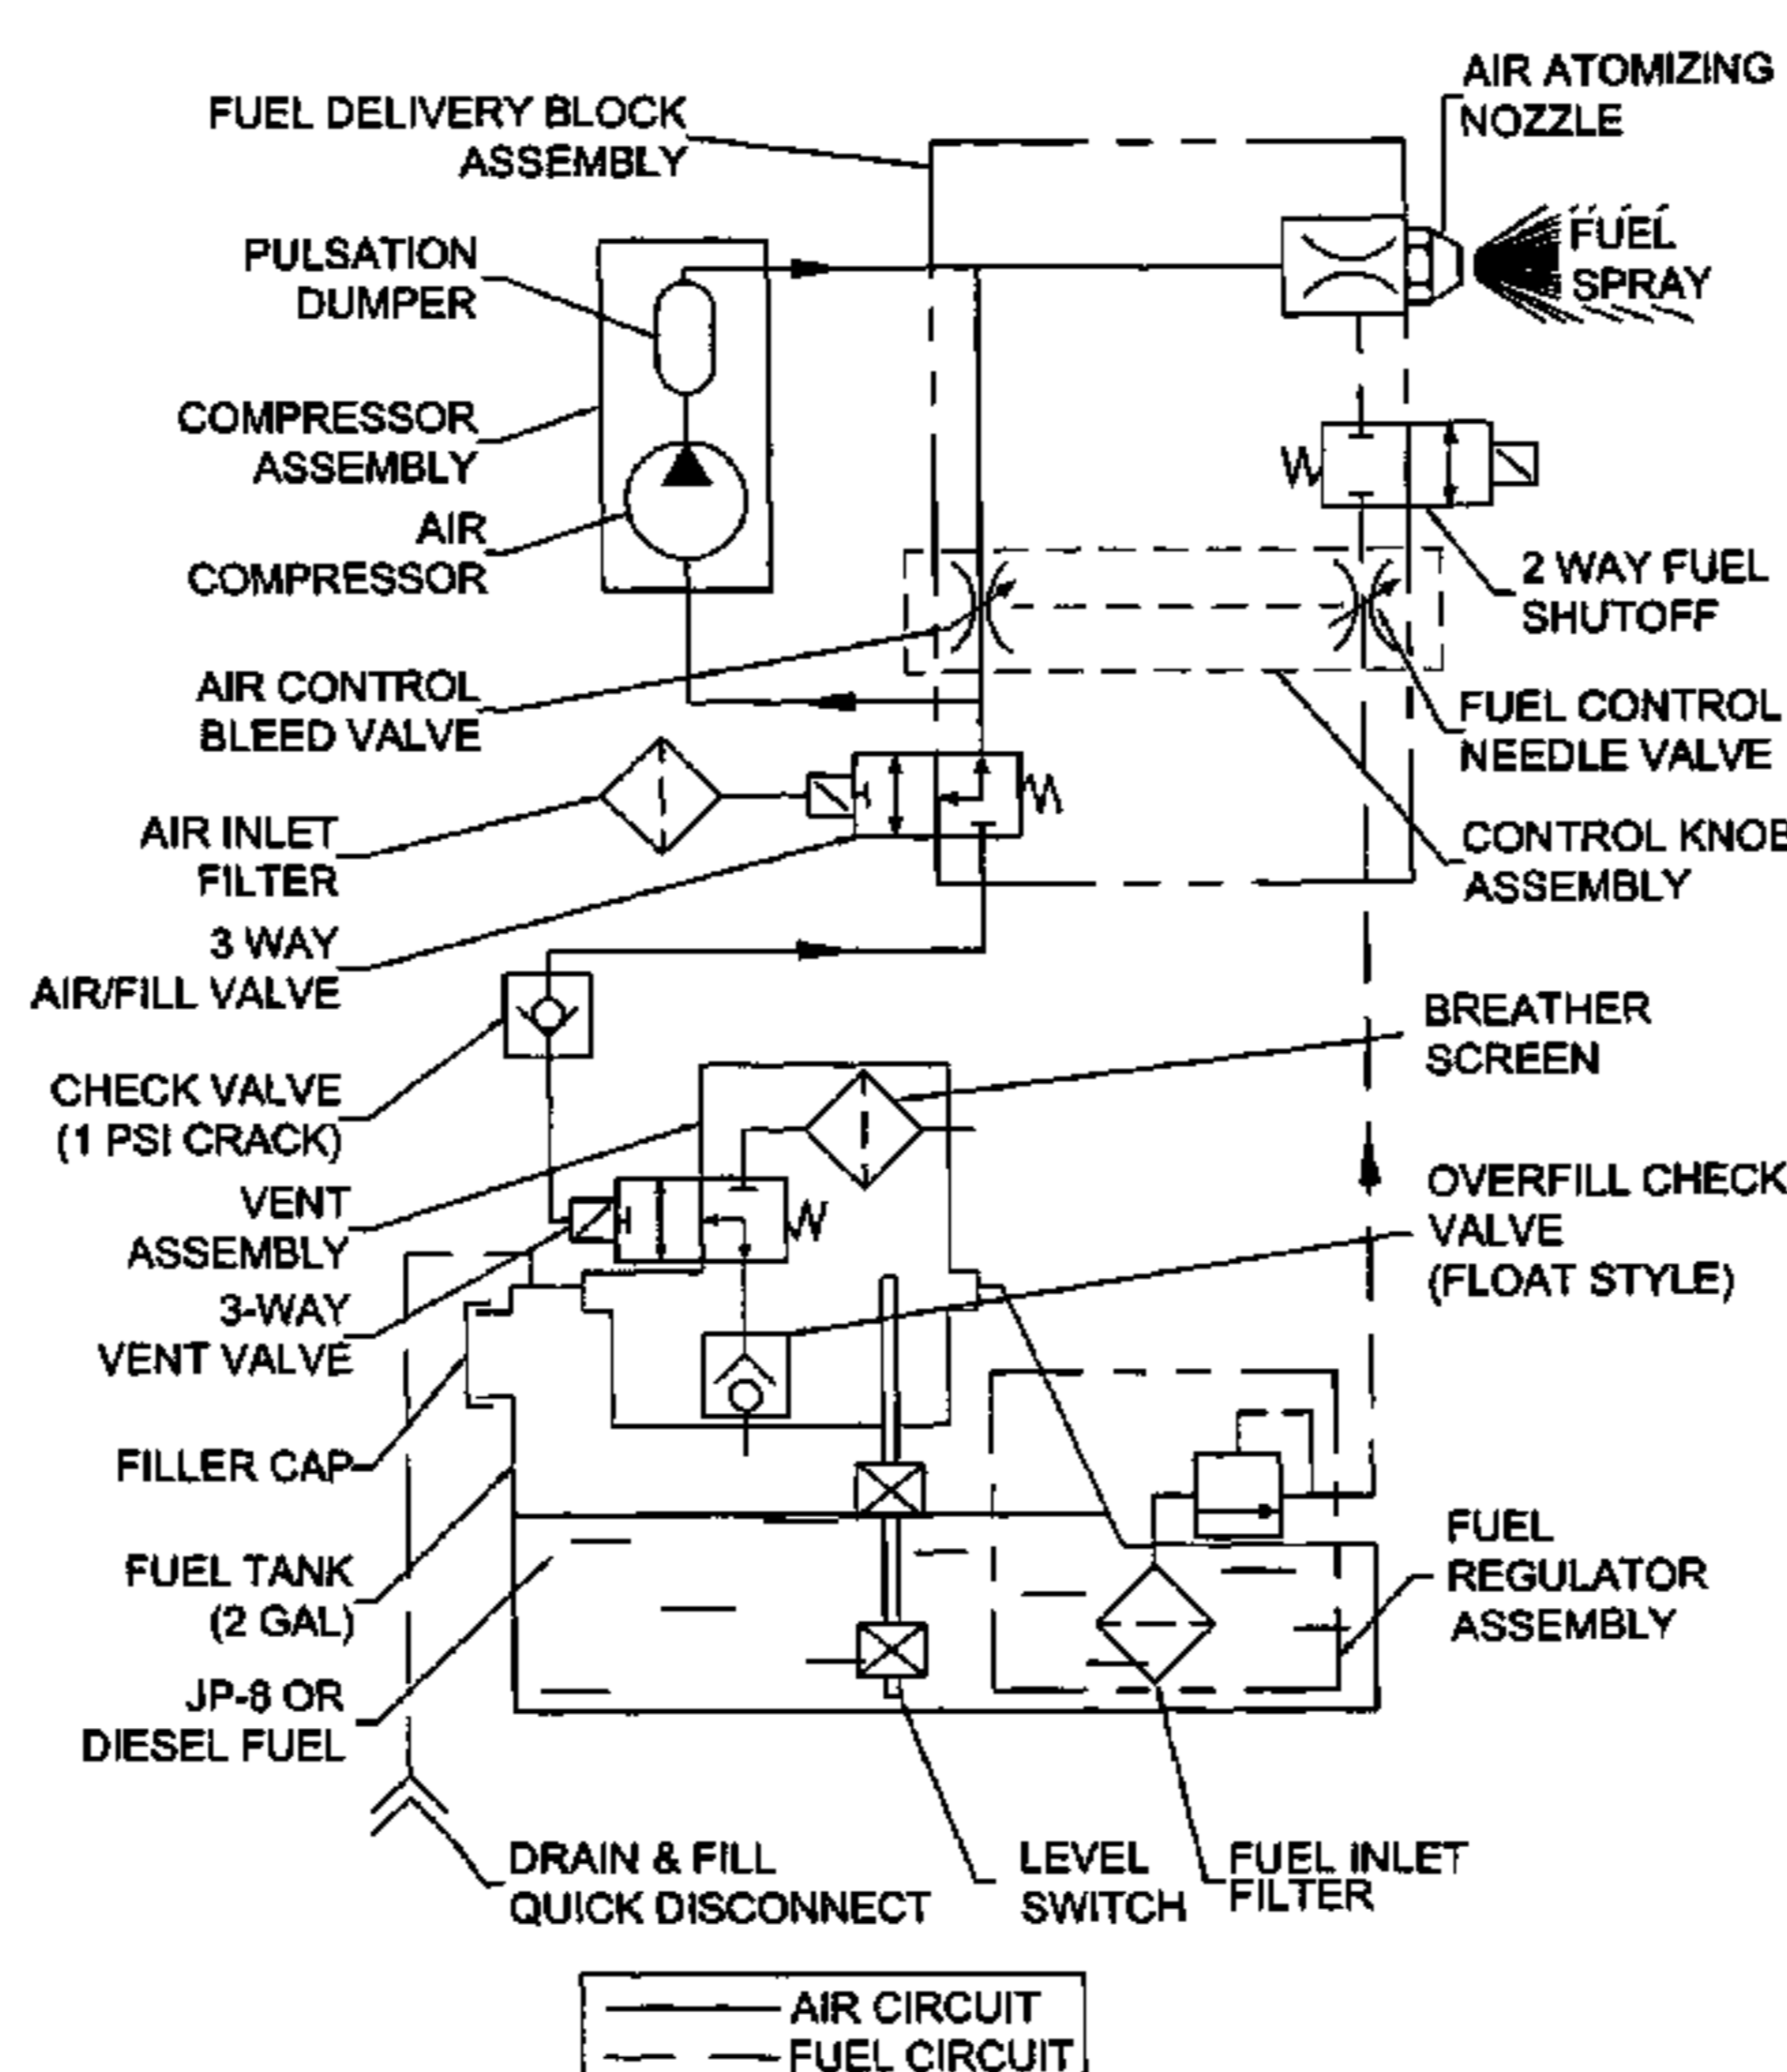 AIR ATOMIZING
NOZZLE
FUEL DELIVERY BLOCK
ASSEMBLY
FUEL
SPRAY
PULSATION
DUMPER
COMPRESSOR
ASSEMBLY
AIR
COMPRESSOR
2 WAY FUEL
SHUTOFF
AIR CONTROL
BLEED VALVE
FUEL CONTROL
NEEDLE VALVE
AIR INLET
FILTER
CONTROL KNOB
ASSEMBLY
3 WAY
AIR/FILL VALVE
BREATHER
SCREEN
CHECK VALVE
(1 PSI CRACK)
VENT
ASSEMBLY
OVERFILL CHECK
VALVE
(FLOAT STYLE)
3-WAY
VENT VALVE
FILLER CAP
FUEL TANK
(2 GAL)
FUEL
REGULATOR
ASSEMBLY
JP-8 OR
DIESEL FUEL
DRAIN & FILL
QUICK DISCONNECT
LEVEL
SWITCH
FUEL INLET
FILTER
AIR CIRCUIT
FUEL CIRCUIT